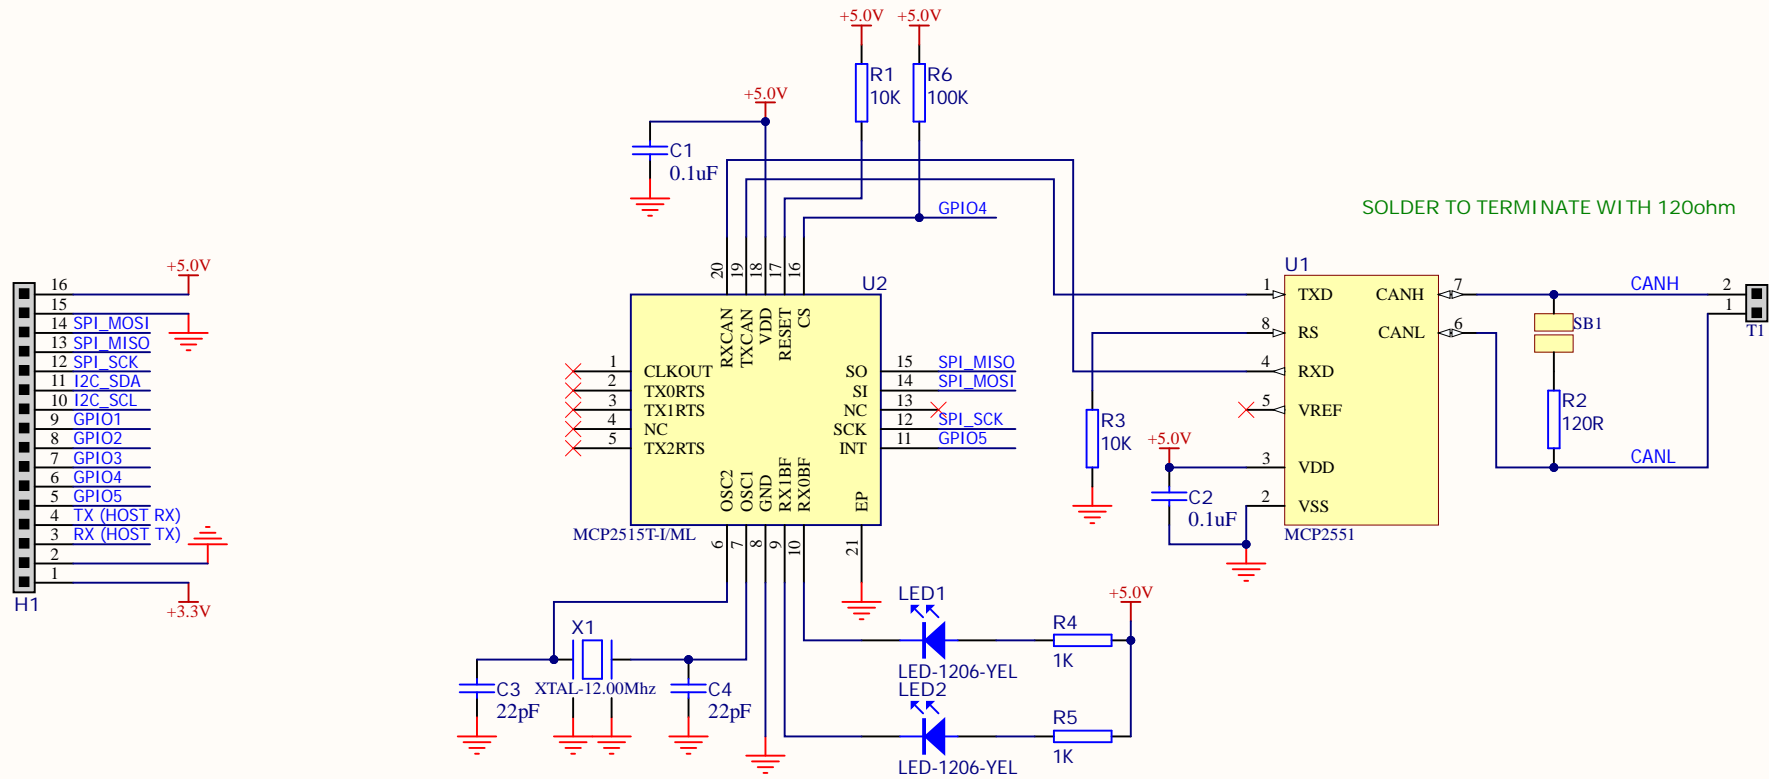 +5.0V
+5.0V
R1
10K
R6
100K
+5.0V
C1
0.1uF
GPIO4
SOLDER TO TERMINATE WITH 120ohm
+5.0V
16
15
14 SPI_MOSI
13 SPI_MISO
12 SPI_SCK
11 I2C_SDA
10 I2C_SCL
9 GPIO1
8 GPIO2
7 GPIO3
6 GPIO4
5 GPIO5
4 TX (HOST RX)
3 RX (HOST TX)
2
1
H1
+3.3V
U2
20 RXCAN
19 TXCAN
18 VDD
17 RESET
16 CS
1 CLKOUT
2 TX0RTS
3 TX1RTS
4 NC
5 TX2RTS
SO 15 SPI_MISO
SI 14 SPI_MOSI
NC 13
SCK 12 SPI_SCK
INT 11 GPIO5
OSC2 6
OSC1 7
GND 8
RX1BF 9
RX0BF 10
EP 21
MCP2515T-I/ML
X1
XTAL-12.00Mhz
C3
22pF
C4
22pF
LED1
LED-1206-YEL
LED2
LED-1206-YEL
R4
1K
R5
1K
+5.0V
U1
1 TXD
8 RS
4 RXD
5 VREF
3 VDD
2 VSS
CANH 7
CANL 6
MCP2551
R3
10K
+5.0V
C2
0.1uF
CANH
CANL
SB1
R2
120R
2
1
T1